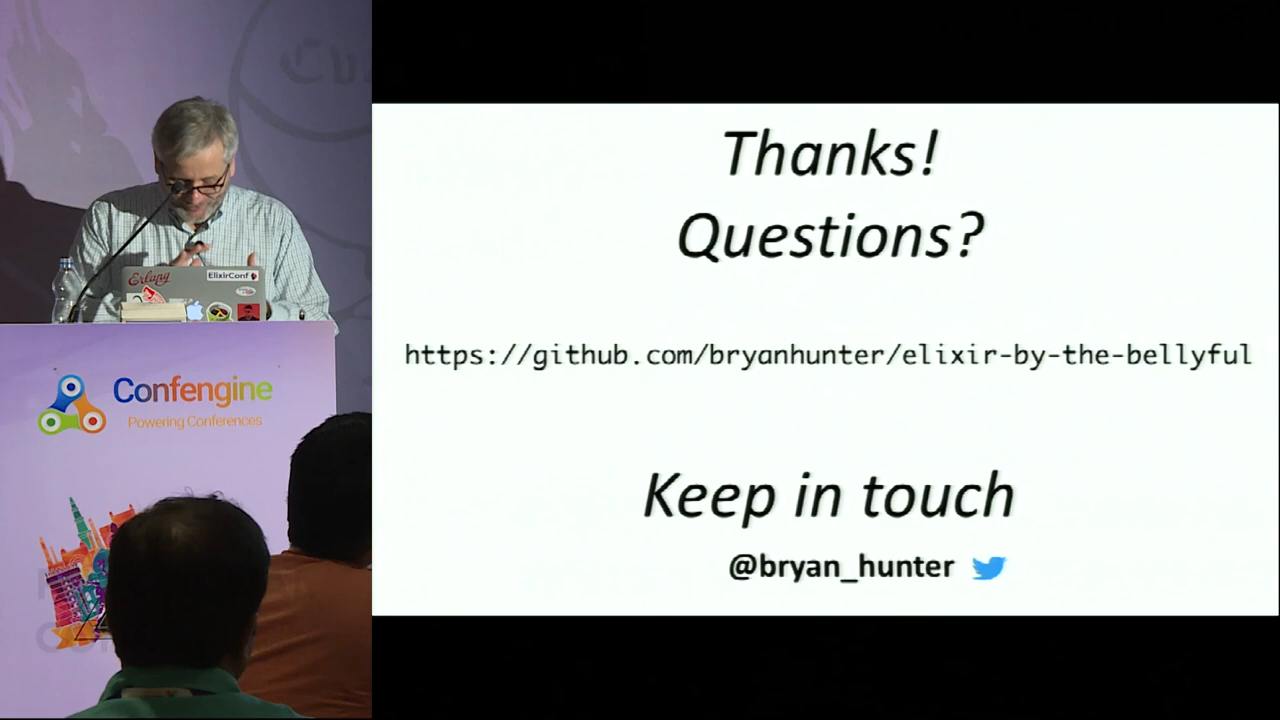 Thanks!
Questions?
https://github.com/bryanhunter/elixir-by-the-bellyful
Keep in touch
@bryan_hunter
Erlang
ElixirConf
Confengine
Powering Conferences